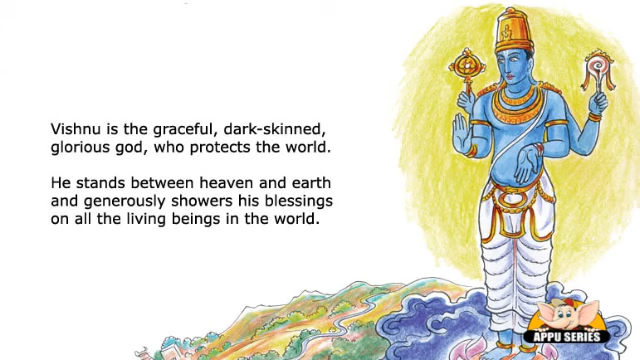 Vishnu is the graceful, dark-skinned,
glorious god, who protects the world.
He stands between heaven and earth
and generously showers his blessings
on all the living beings in the world.
APPU SERIES